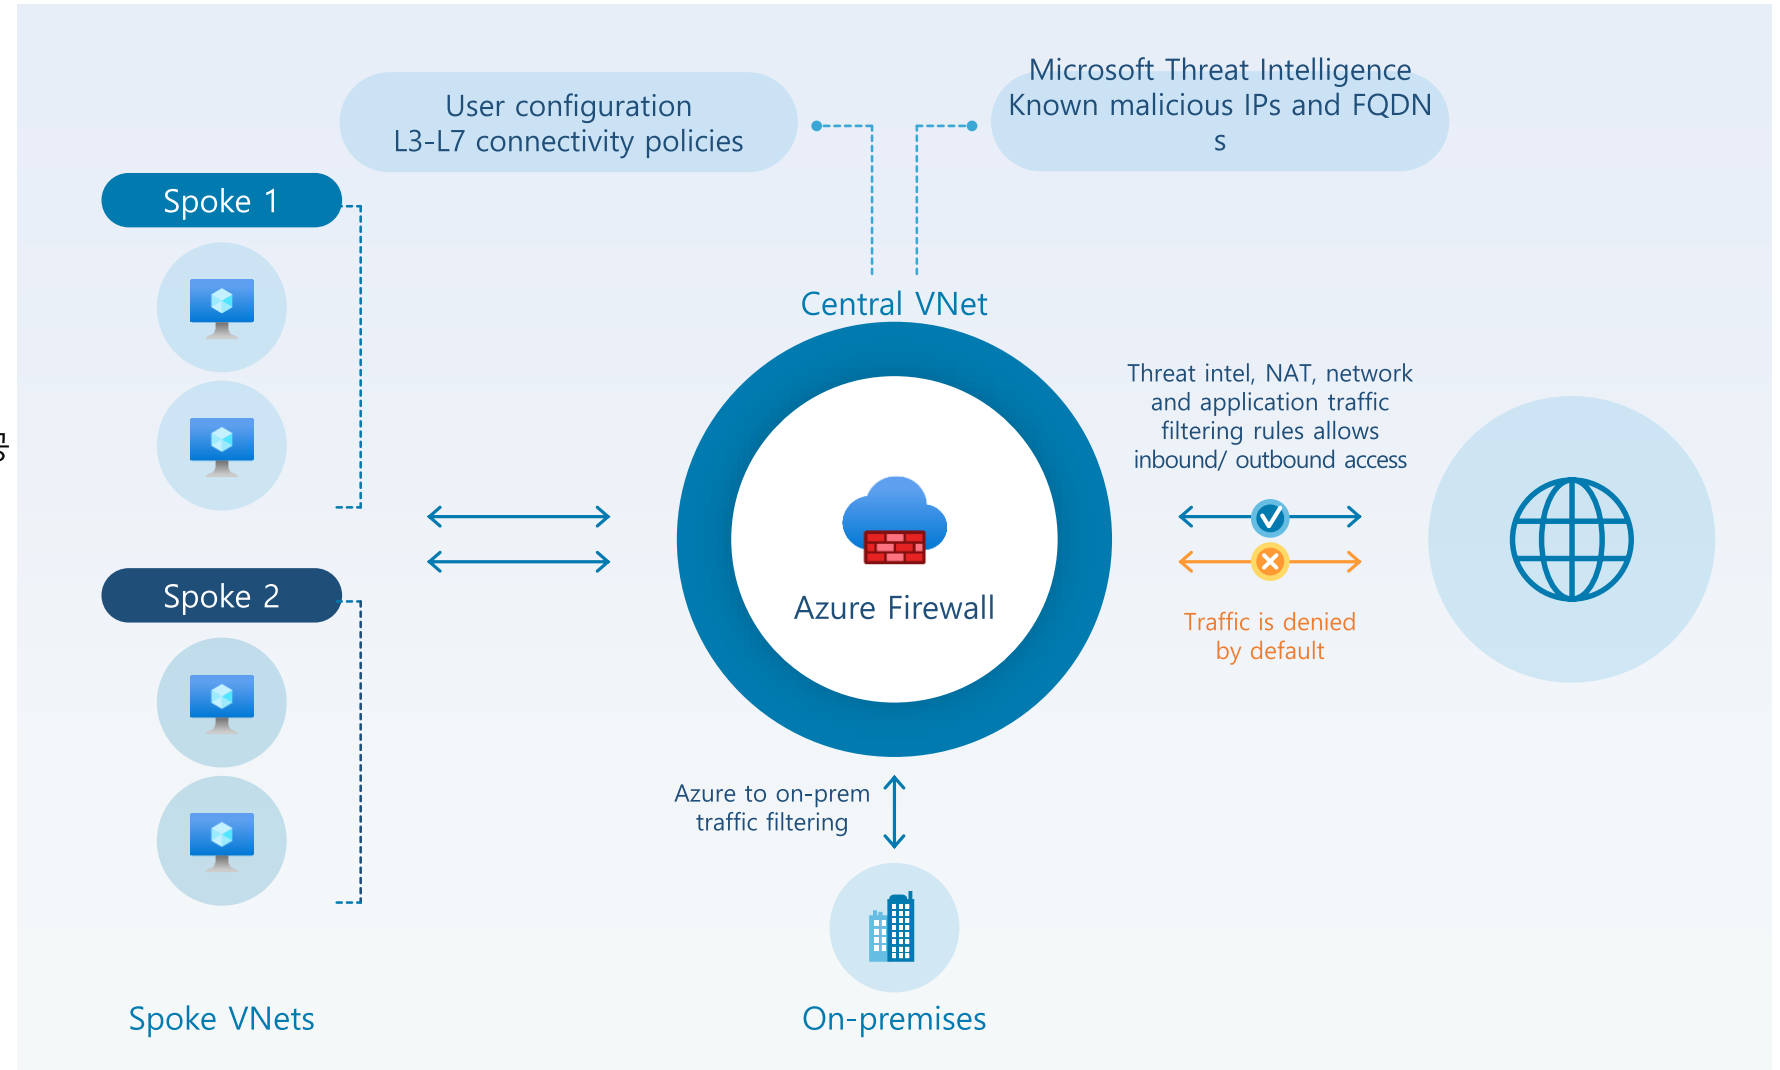 User configuration
L3-L7 connectivity policies
Microsoft Threat Intelligence
Known malicious IPs and FQDN
s
Spoke 1
Central VNet
Threat intel, NAT, network
and application traffic
filtering rules allows
inbound/ outbound access
Azure Firewall
Spoke 2
Traffic is denied
by default
Azure to on-prem
traffic filtering
Spoke VNets
On-premises